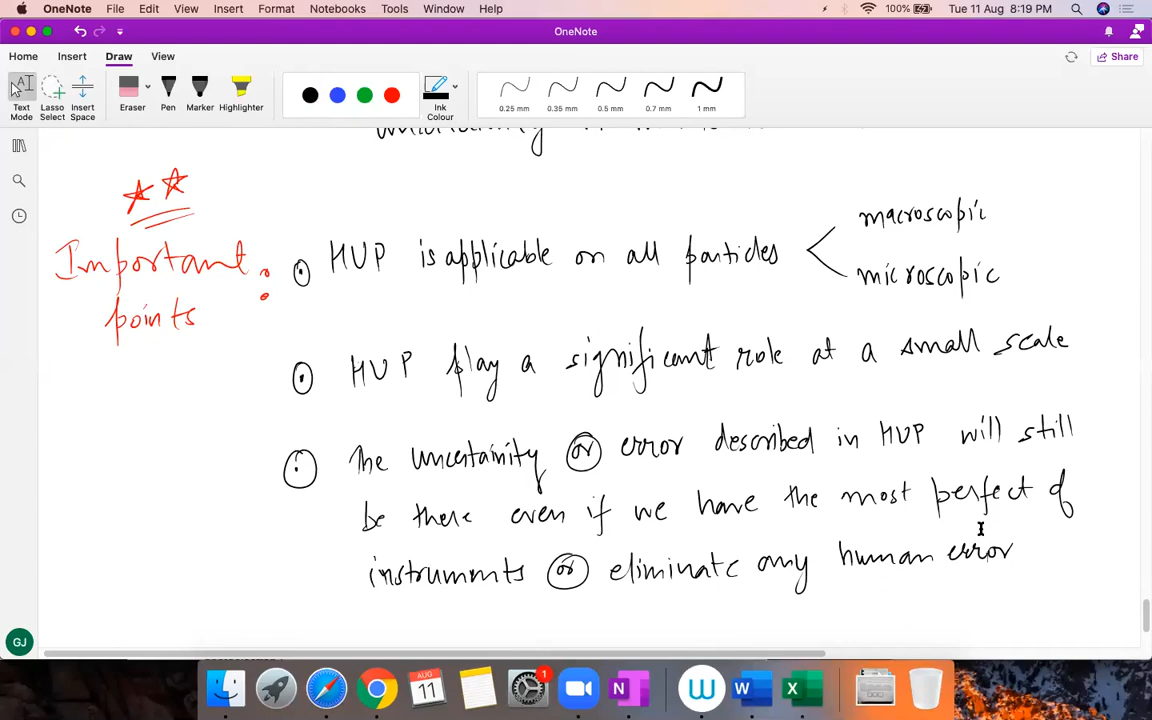 OneNote File Edit View Insert Format Notebooks Tools Window Help 100% Tue 11 Aug 8:19 PM
OneNote
Home Insert Draw View Share
Text Mode Lasso Select Insert Space Eraser Pen Marker Highlighter Ink Colour 0.25 mm 0.35 mm 0.5 mm 0.7 mm 1 mm
Important points :
HUP is applicable on all particles
macroscopic
microscopic
HUP play a significant role at a small scale
The uncertainity or error described in HUP will still
be there even if we have the most perfect of
instruments or eliminate any human error
GJ
AUG 11
1
N
W
W
X